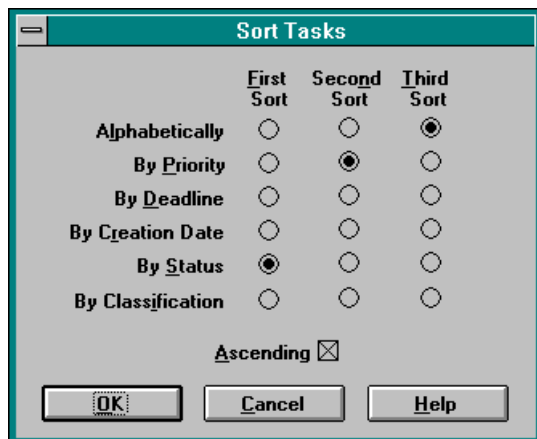 Sort Tasks
First Second Third
Sort Sort Sort
Alphabetically
By Priority
By Deadline
By Creation Date
By Status
By Classification
Ascending
OK Cancel Help